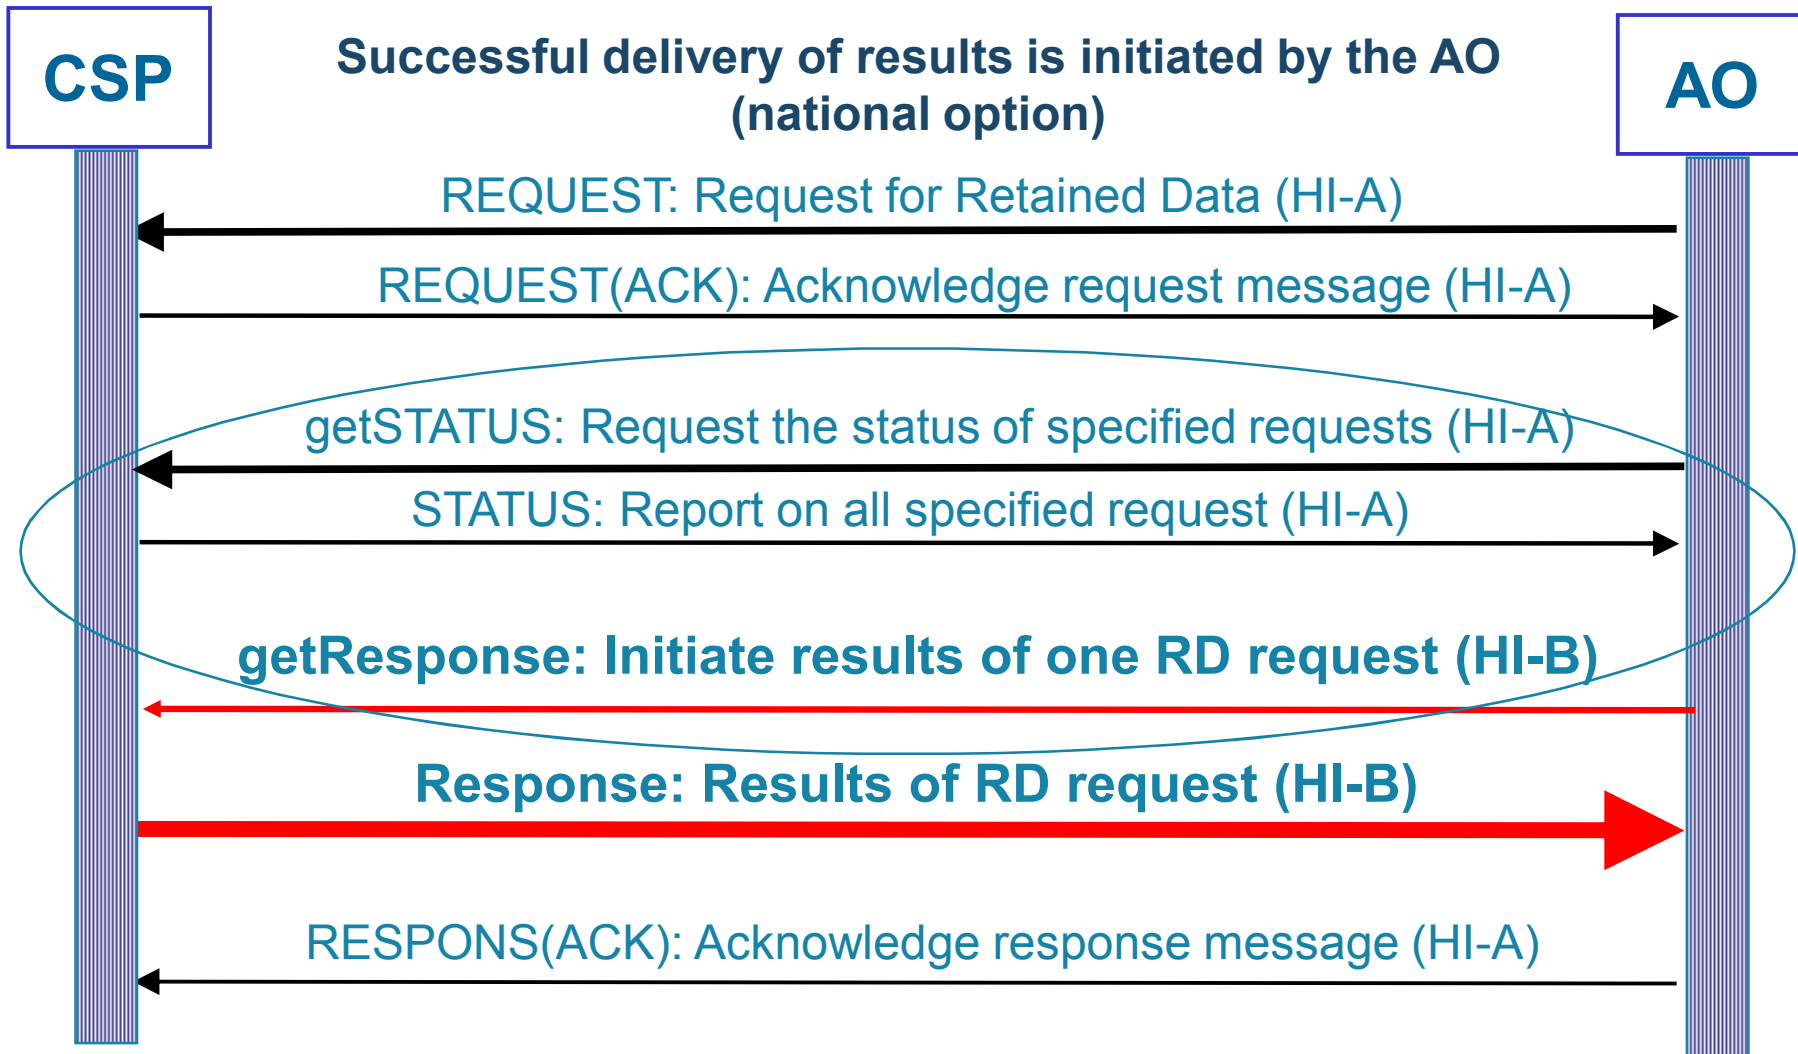 CSP
Successful delivery of results is initiated by the AO
(national option)
AO
REQUEST: Request for Retained Data (HI-A)
REQUEST(ACK): Acknowledge request message (HI-A)
getSTATUS: Request the status of specified requests (HI-A)
STATUS: Report on all specified request (HI-A)
getResponse: Initiate results of one RD request (HI-B)
Response: Results of RD request (HI-B)
RESPONS(ACK): Acknowledge response message (HI-A)